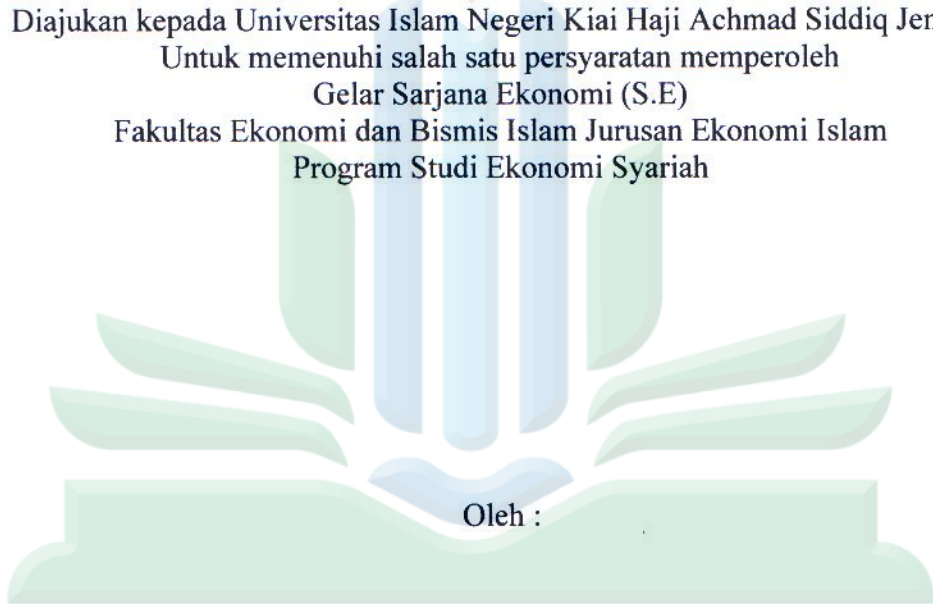 Diajukan kepada Universitas Islam Negeri Kiai Haji Achmad Siddiq
Untuk memenuhi salah satu persyaratan memperoleh
Gelar Sarjana Ekonomi (S.E)
Fakultas Ekonomi dan Bismis Islam Jurusan Ekonomi Islam
Program Studi Ekonomi Syariah
Oleh :